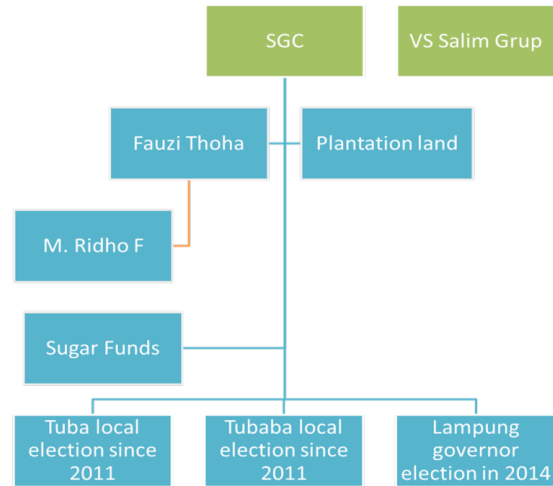 SGC
VS Salim Grup
Fauzi Thoha
Plantation land
M. Ridho F
Sugar Funds
Tuba local
election since
2011
Tubaba local
election since
2011
Lampung
governor
election in 2014